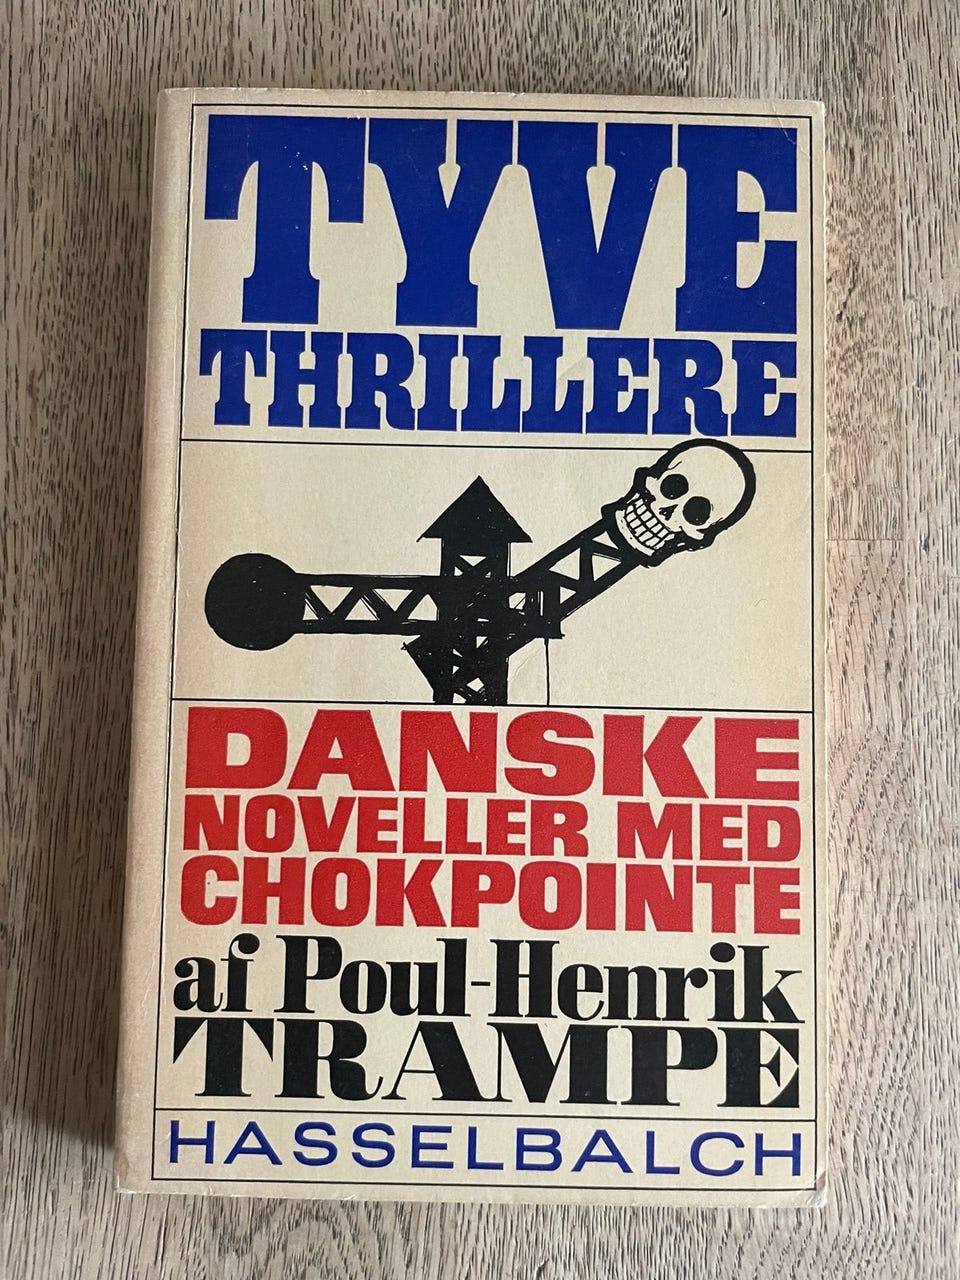 TYVE
THRILLERE
DANSKE
NOVELLER MED
CHOKPOINTE
af Poul-Henrik
TRAMPE
HASSELBALCH